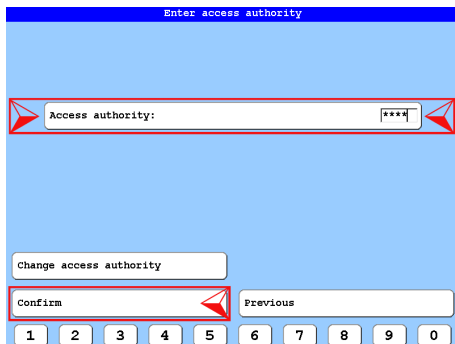 Enter access authority
Access authority: ****
Change access authority
Confirm Previous
1 2 3 4 5 6 7 8 9 0